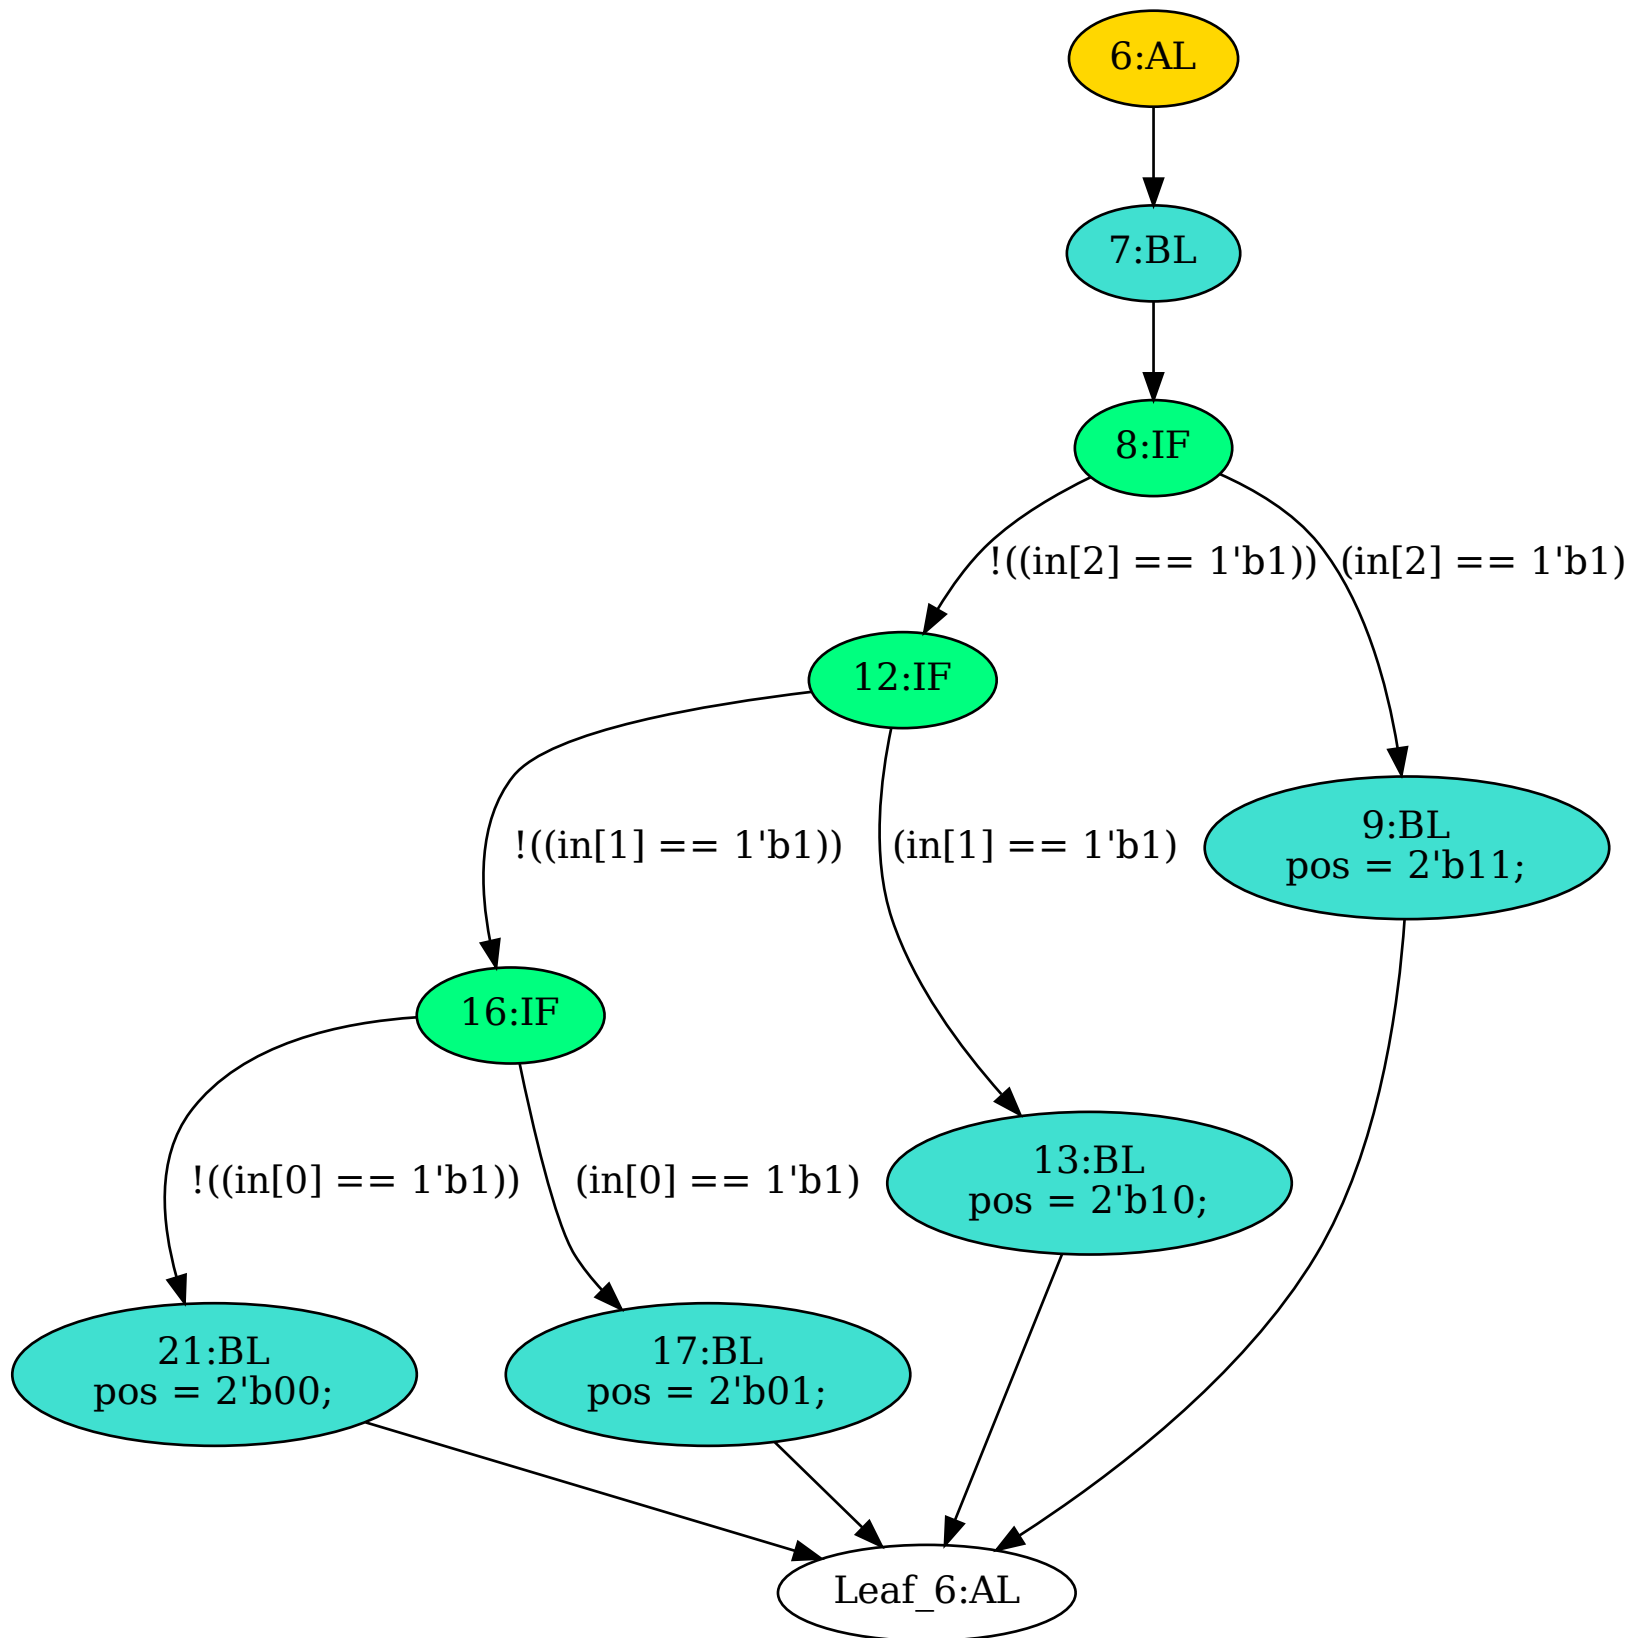 6:AL
7:BL
8:IF
!((in[2] == 1'b1))
(in[2] == 1'b1)
12:IF
!((in[1] == 1'b1))
(in[1] == 1'b1)
9:BL
pos = 2'b11;
16:IF
!((in[0] == 1'b1))
(in[0] == 1'b1)
13:BL
pos = 2'b10;
21:BL
pos = 2'b00;
17:BL
pos = 2'b01;
Leaf_6:AL